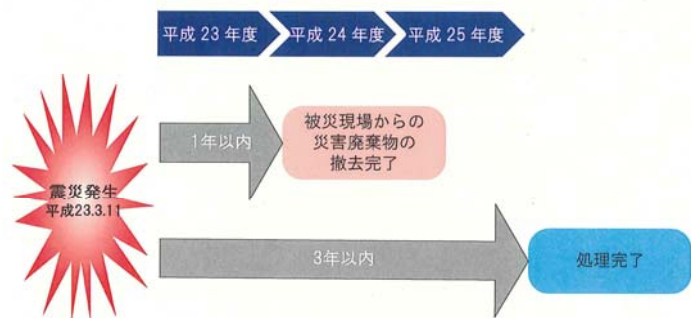 平成 23 年度
平成 24 年度
平成 25 年度
1年以内
被災現場からの
災害廃棄物の
撤去完了
震災発生
平成23.3.11
3年以内
処理完了